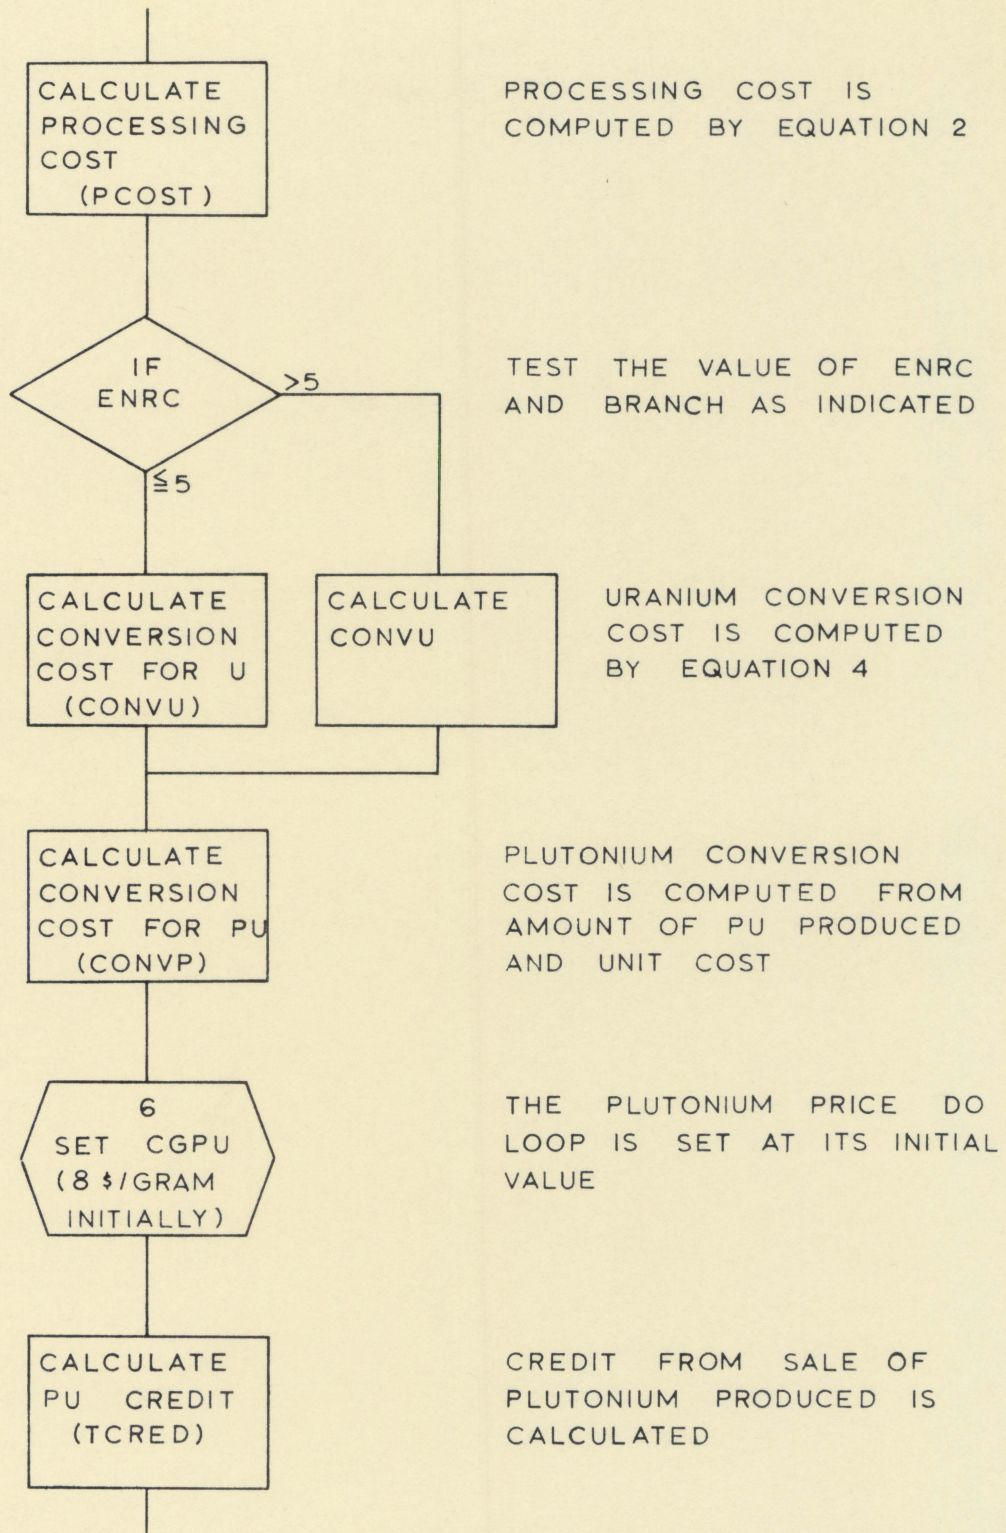 CALCULATE
PROCESSING
COST
(PCOST)
PROCESSING COST IS
COMPUTED BY EQUATION 2
IF
ENRC
>5
≦5
TEST THE VALUE OF ENRC
AND BRANCH AS INDICATED
CALCULATE
CONVERSION
COST FOR U
(CONVU)
CALCULATE
CONVU
URANIUM CONVERSION
COST IS COMPUTED
BY EQUATION 4
CALCULATE
CONVERSION
COST FOR PU
(CONVP)
PLUTONIUM CONVERSION
COST IS COMPUTED FROM
AMOUNT OF PU PRODUCED
AND UNIT COST
6
SET CGPU
(8 $/GRAM
INITIALLY)
THE PLUTONIUM PRICE DO
LOOP IS SET AT ITS INITIAL
VALUE
CALCULATE
PU CREDIT
(TCRED)
CREDIT FROM SALE OF
PLUTONIUM PRODUCED IS
CALCULATED